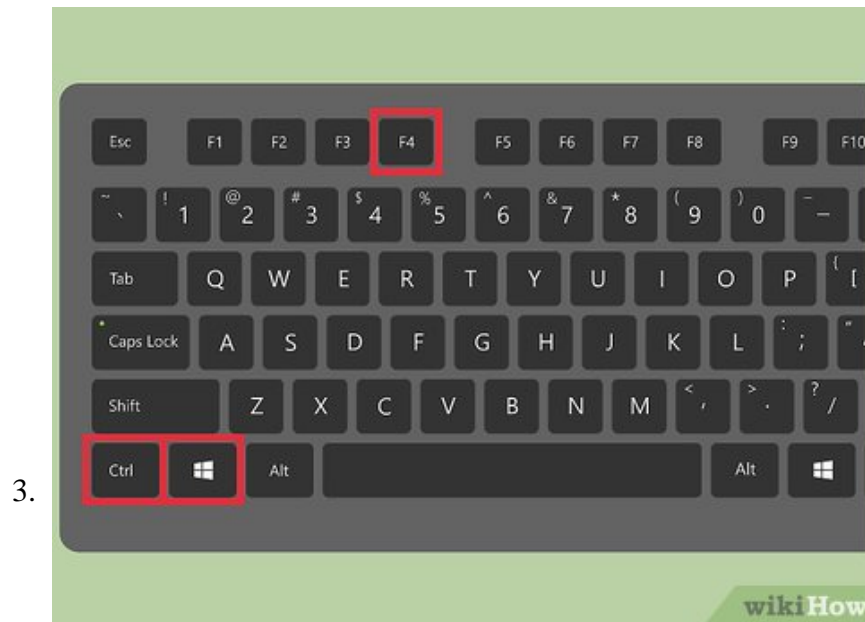 Esc F1 F2 F3 F4 F5 F6 F7 F8 F9 F10
~ ` ! 1 @ 2 # 3 $ 4 % 5 ^ 6 & 7 * 8 ( 9 ) 0 – –
Tab Q W E R T Y U I O P { [
Caps Lock A S D F G H J K L : ; "
Shift Z X C V B N M < , > . ? /
3. Ctrl Alt Alt
wikiHow